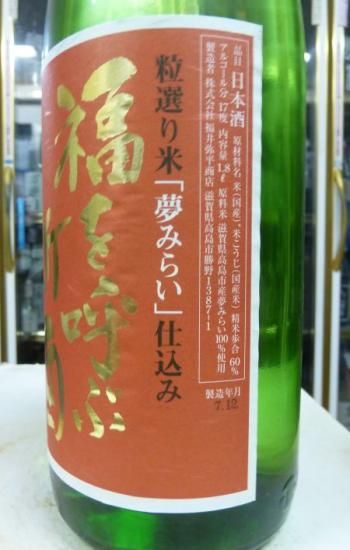 福を呼ぶ
粒選り米「夢みらい」仕込み
品目 日本酒 原材料名 米(国産)、米こうじ(国産米) 精米歩合 60%
アルコール分 17度 内容量 1.8ℓ 原料米 滋賀県高島市産夢みらい100%使用
製造者 株式会社 福井弥平商店 滋賀県高島市勝野1387-1
製造年月
7.12